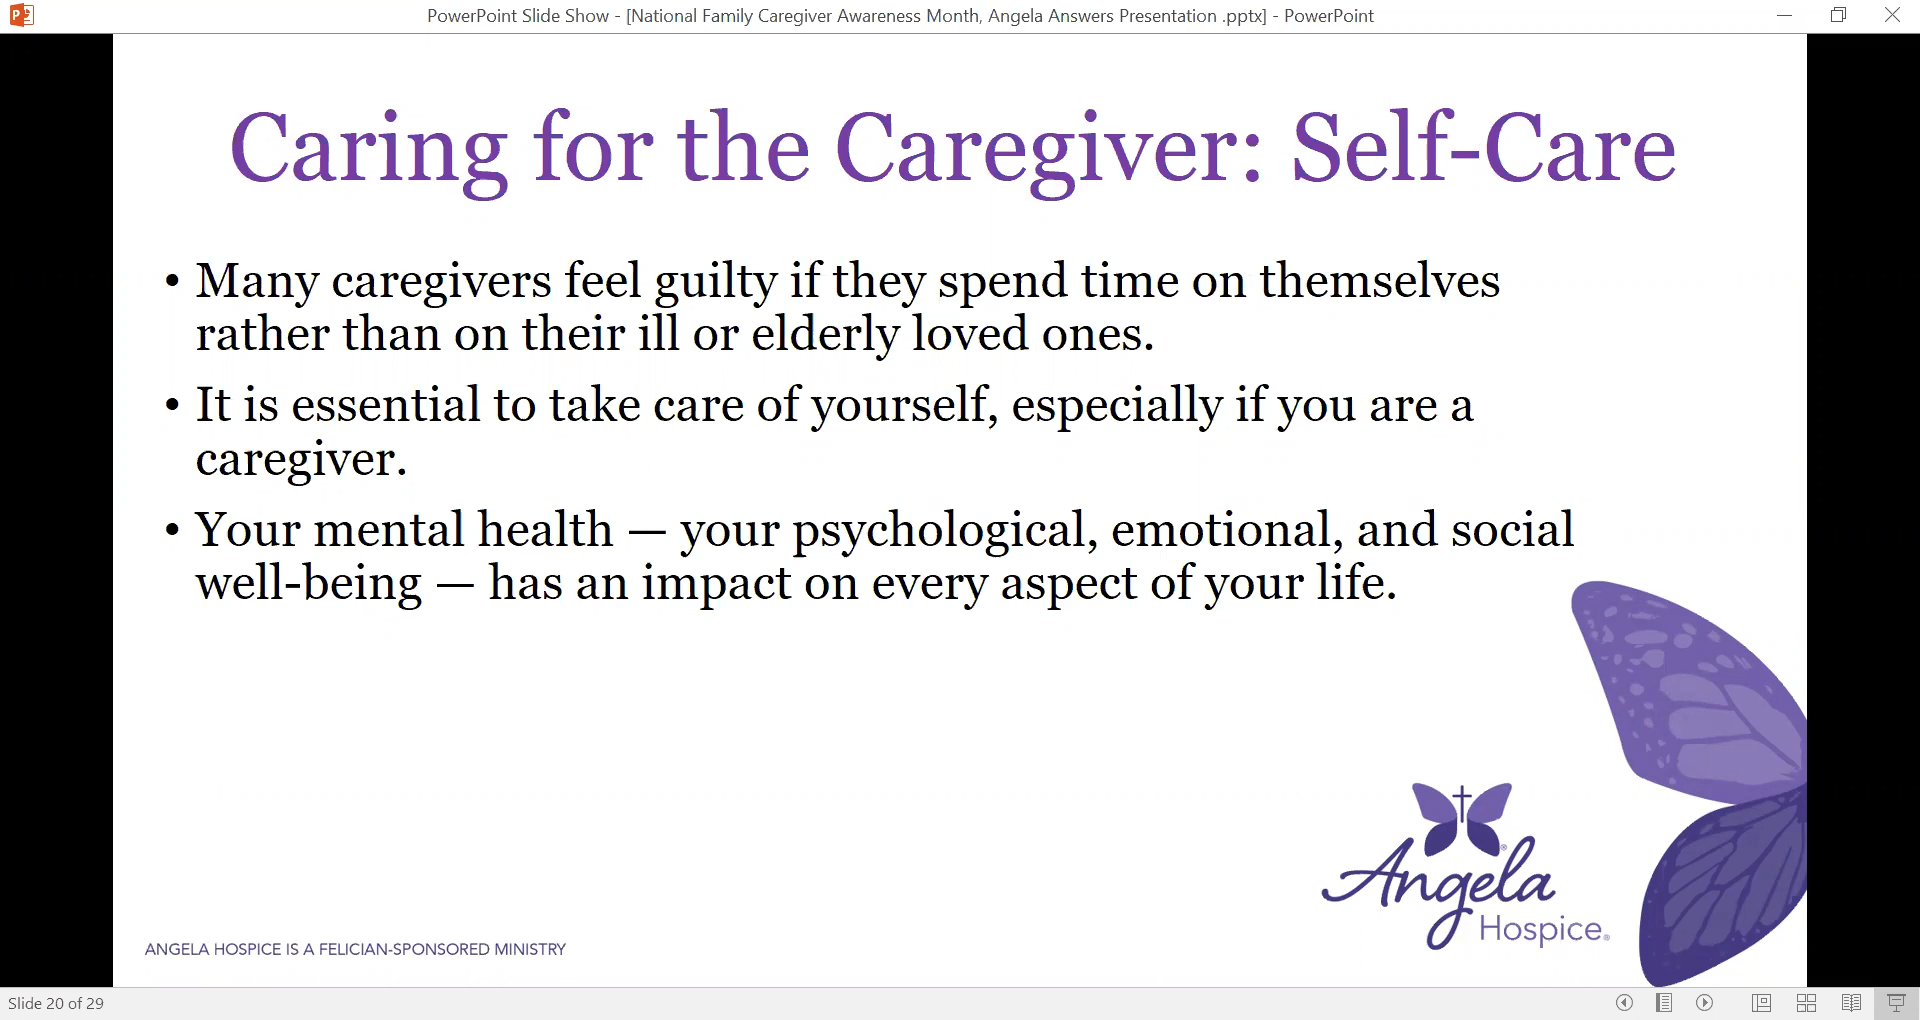 PowerPoint Slide Show - [National Family Caregiver Awareness Month, Angela Answers Presentation .pptx] - PowerPoint
Caring for the Caregiver: Self-Care
• Many caregivers feel guilty if they spend time on themselves
rather than on their ill or elderly loved ones.
• It is essential to take care of yourself, especially if you are a
caregiver.
• Your mental health — your psychological, emotional, and social
well-being — has an impact on every aspect of your life.
Angela
Hospice®
ANGELA HOSPICE IS A FELICIAN-SPONSORED MINISTRY
Slide 20 of 29